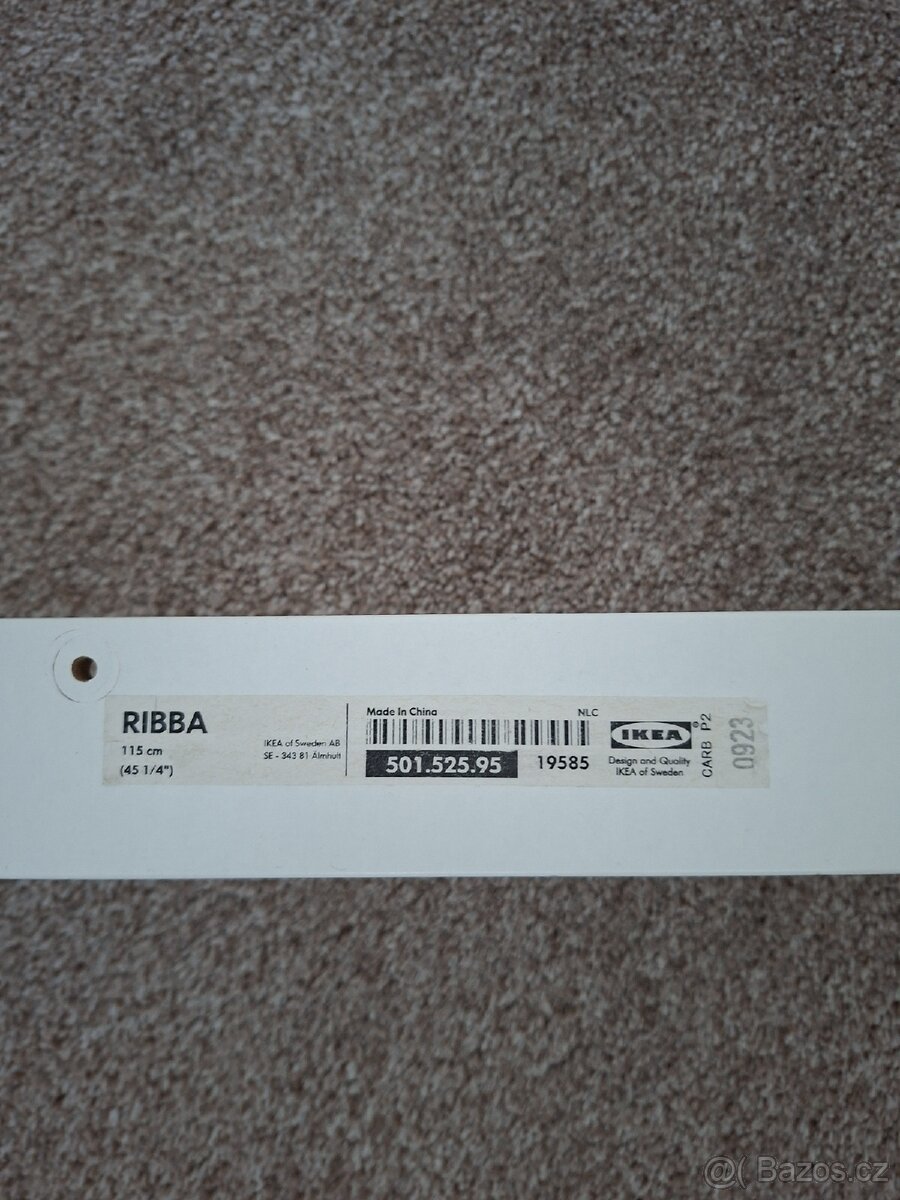 RIBBA
115 cm
(45 1/4")
IKEA of Sweden AB
SE - 343 81 Älmhult
Made In China
NLC
501.525.95
19585
IKEA®
Design and Quality
IKEA of Sweden
CARB P2
0923
@( Bazos.cz